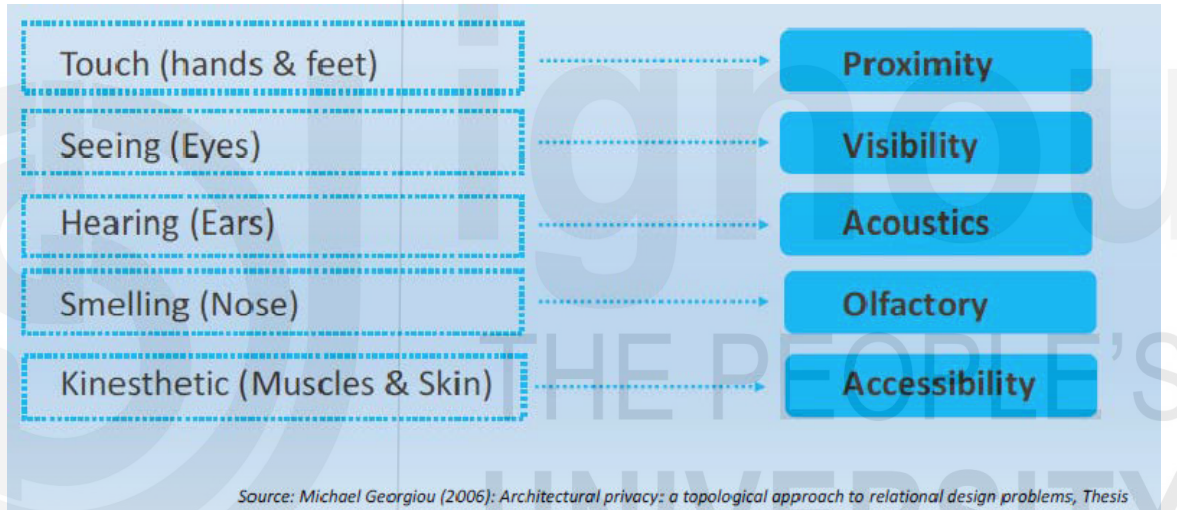 Touch (hands & feet) Proximity
Seeing (Eyes) Visibility
Hearing (Ears) Acoustics
Smelling (Nose) Olfactory
Kinesthetic (Muscles & Skin) Accessibility
ignou
THE PEOPLE'S
UNIVERSITY
Source: Michael Georgiou (2006): Architectural privacy: a topological approach to relational design problems, Thesis